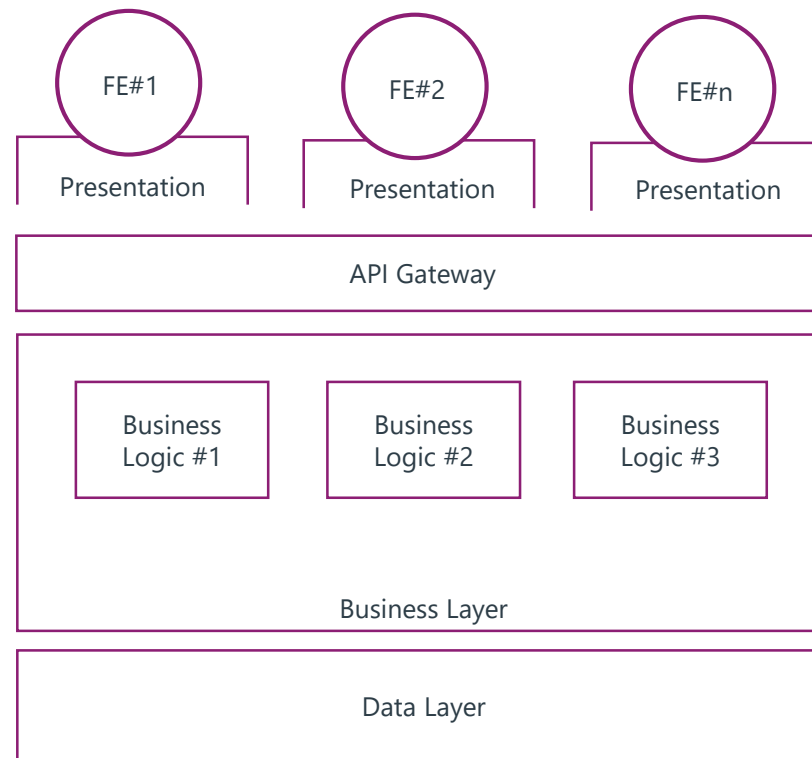 FE#1
FE#2
FE#n
Presentation
Presentation
Presentation
API Gateway
Business
Logic #1
Business
Logic #2
Business
Logic #3
Business Layer
Data Layer